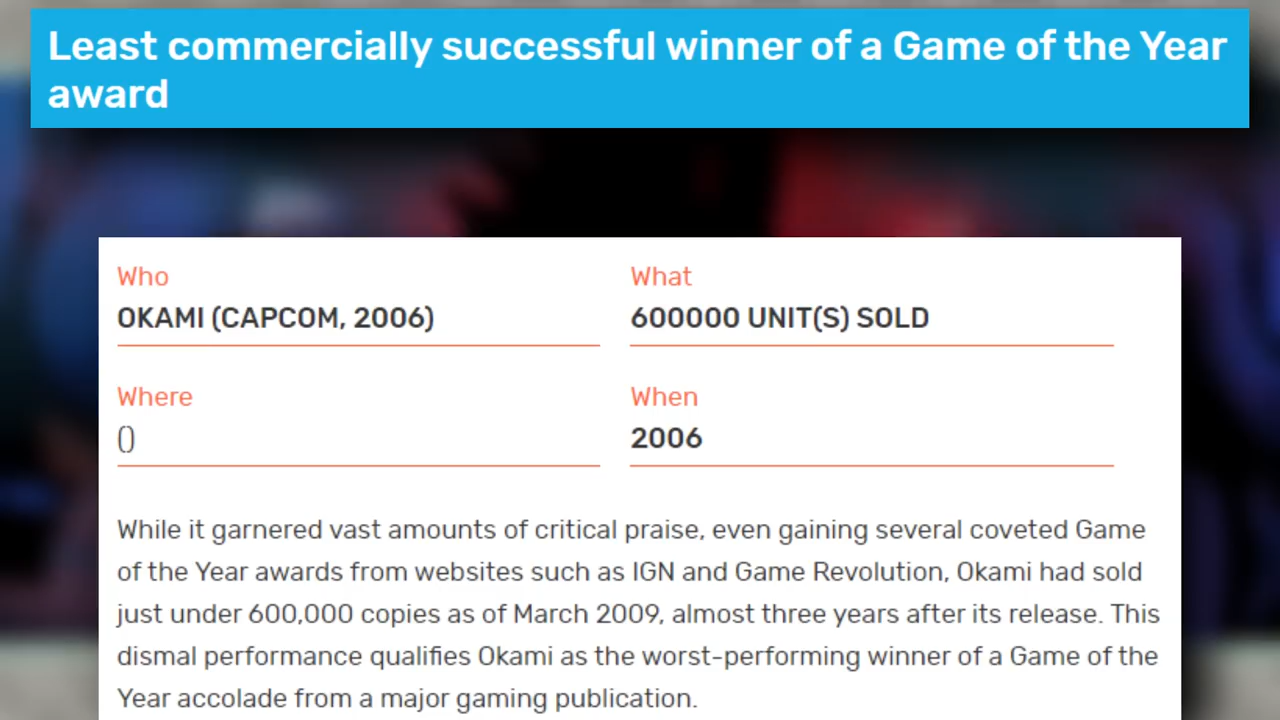 Least commercially successful winner of a Game of the Year
award
Who
OKAMI (CAPCOM, 2006)
What
600000 UNIT(S) SOLD
Where
()
When
2006
While it garnered vast amounts of critical praise, even gaining several coveted Game
of the Year awards from websites such as IGN and Game Revolution, Okami had sold
just under 600,000 copies as of March 2009, almost three years after its release. This
dismal performance qualifies Okami as the worst-performing winner of a Game of the
Year accolade from a major gaming publication.